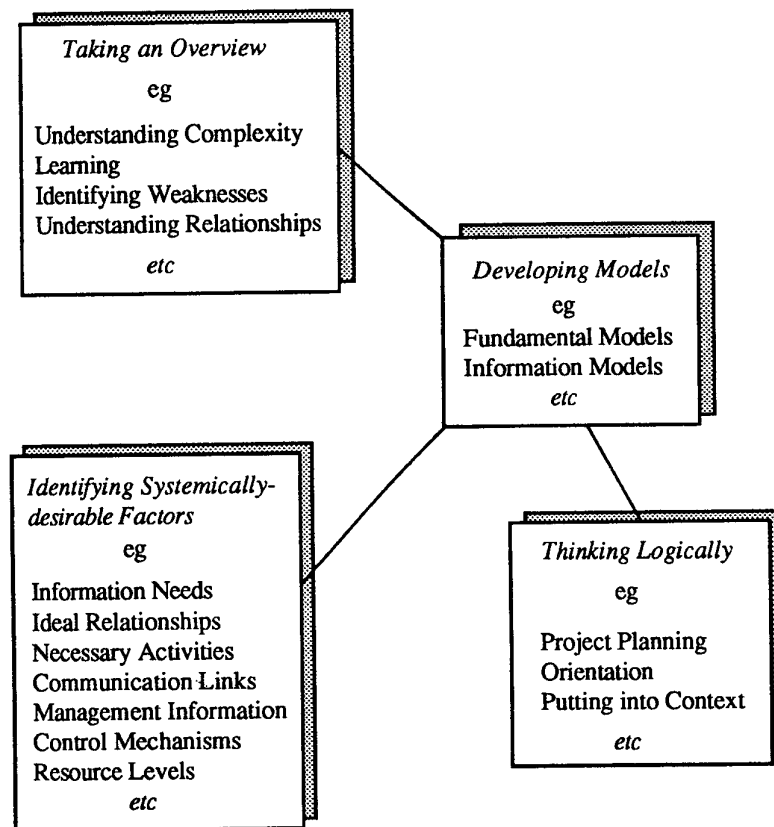 Taking an Overview
eg
Understanding Complexity
Learning
Identifying Weaknesses
Understanding Relationships
etc
Developing Models
eg
Fundamental Models
Information Models
etc
Identifying Systemically-
desirable Factors
eg
Information Needs
Ideal Relationships
Necessary Activities
Communication Links
Management Information
Control Mechanisms
Resource Levels
etc
Thinking Logically
eg
Project Planning
Orientation
Putting into Context
etc